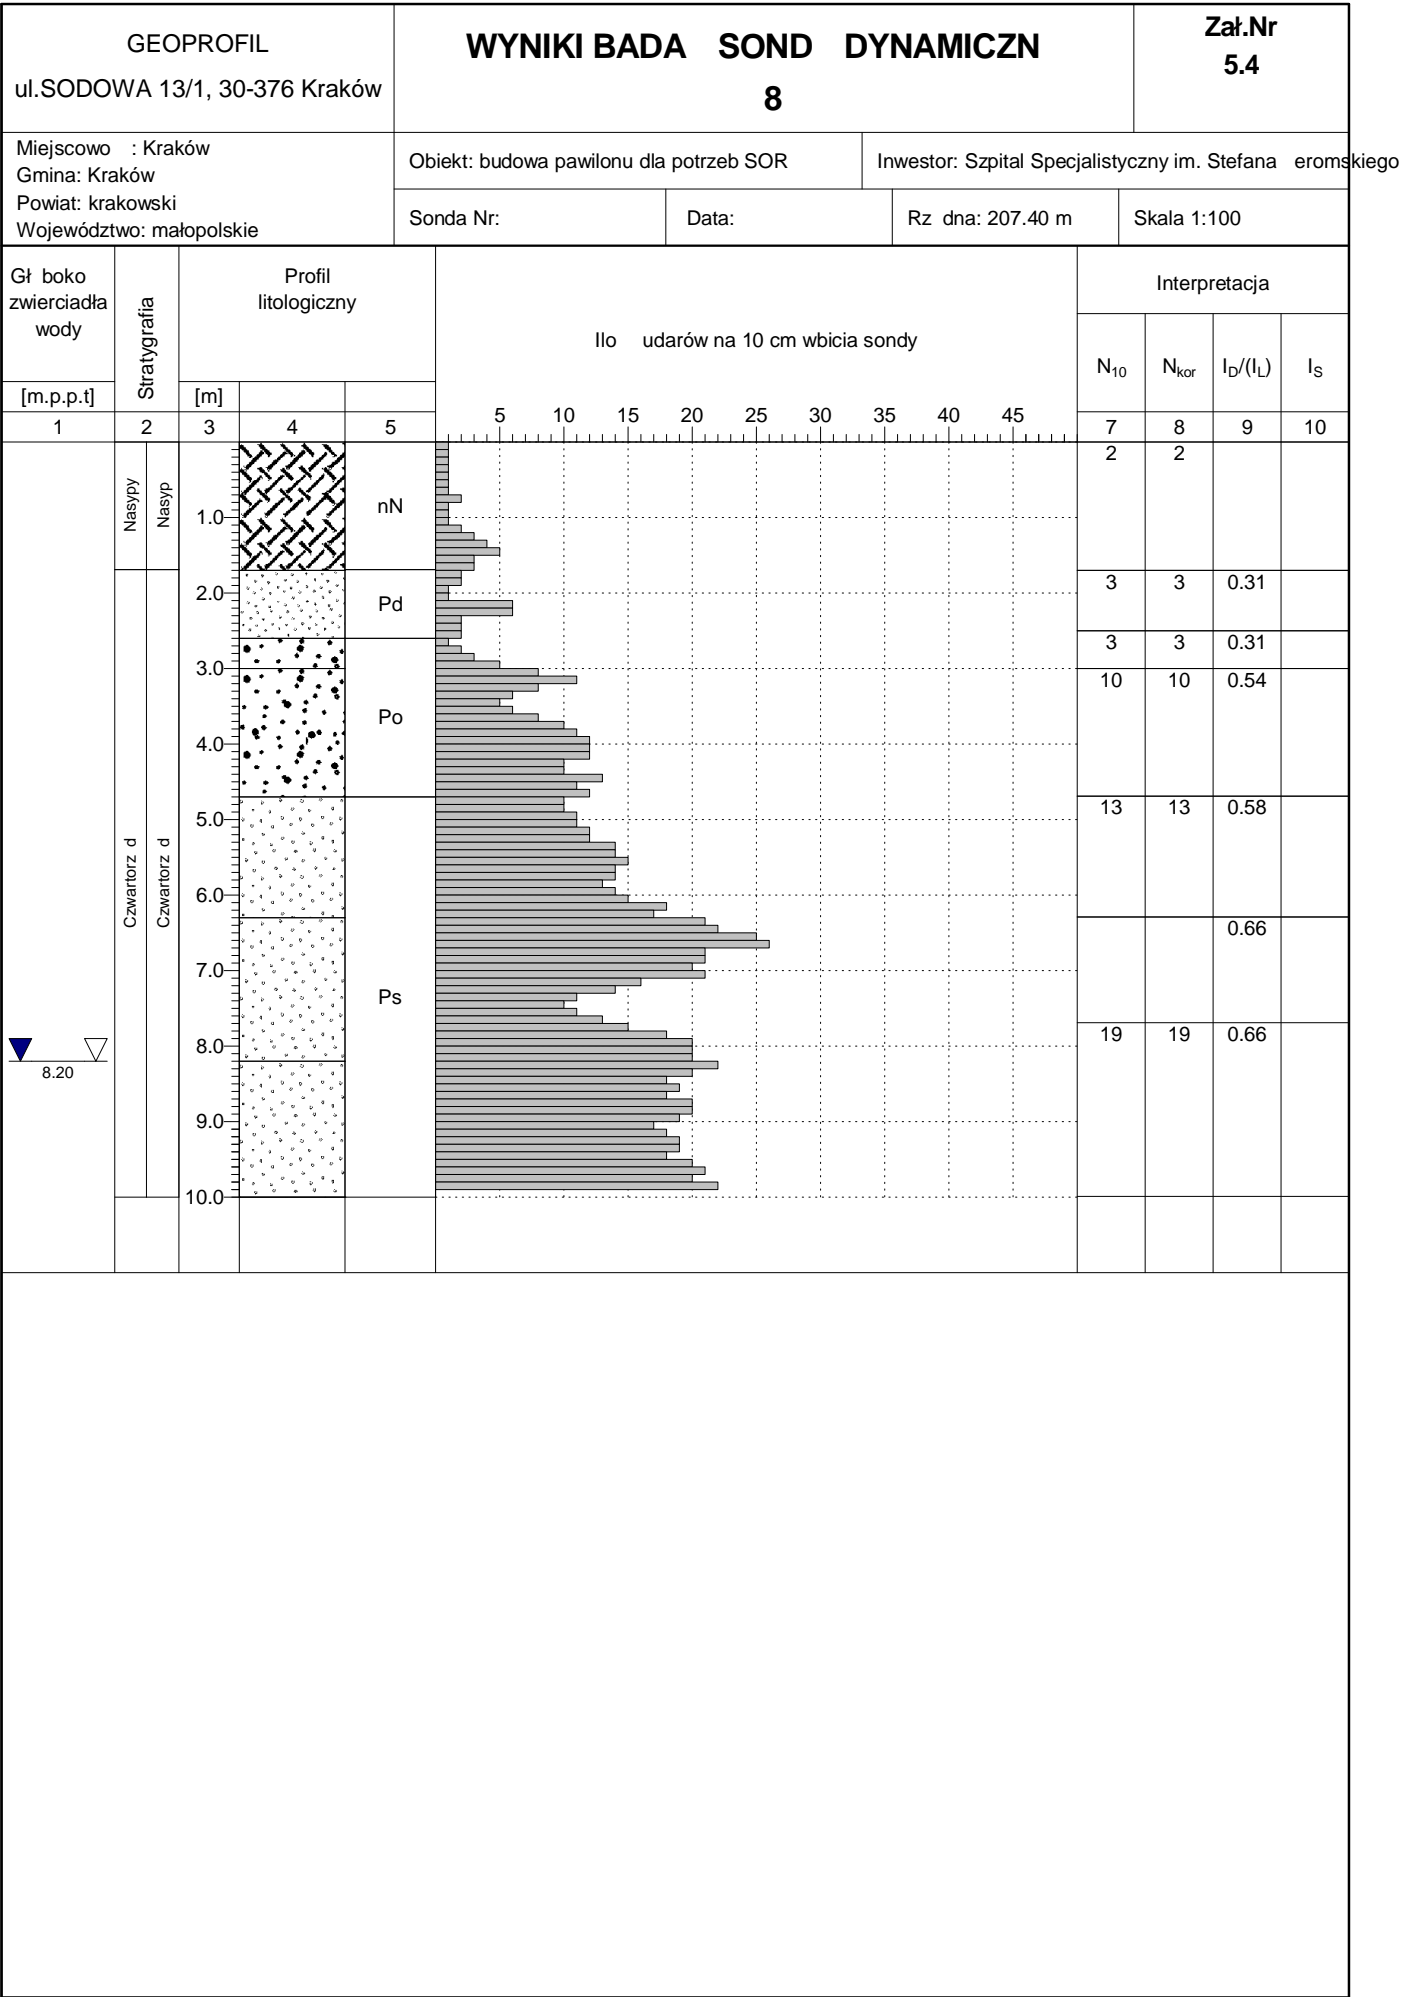 GEOPROFIL
ul.SODOWA 13/1, 30-376 Kraków
WYNIKI BADA SOND DYNAMICZN
8
Zał.Nr
5.4
Miejscowo : Kraków
Gmina: Kraków
Powiat: krakowski
Województwo: małopolskie
Obiekt: budowa pawilonu dla potrzeb SOR
Inwestor: Szpital Specjalistyczny im. Stefana eromskiego
Sonda Nr:
Data:
Rz dna: 207.40 m
Skala 1:100
Gł boko
zwierciadła
wody
[m.p.p.t]
Stratygrafia
Profil
litologiczny
[m]
Ilo udarów na 10 cm wbicia sondy
Interpretacja
N10 Nkor ID/(IL) IS
5 10 15 20 25 30 35 40 45
1 2 3 4 5 7 8 9 10
Nasypy
Nasyp
Czwartorz d
Czwartorz d
1.0
2.0
3.0
4.0
5.0
6.0
7.0
8.0
9.0
10.0
8.20
nN
Pd
Po
Ps
2 2
3 3 0.31
3 3 0.31
10 10 0.54
13 13 0.58
0.66
19 19 0.66